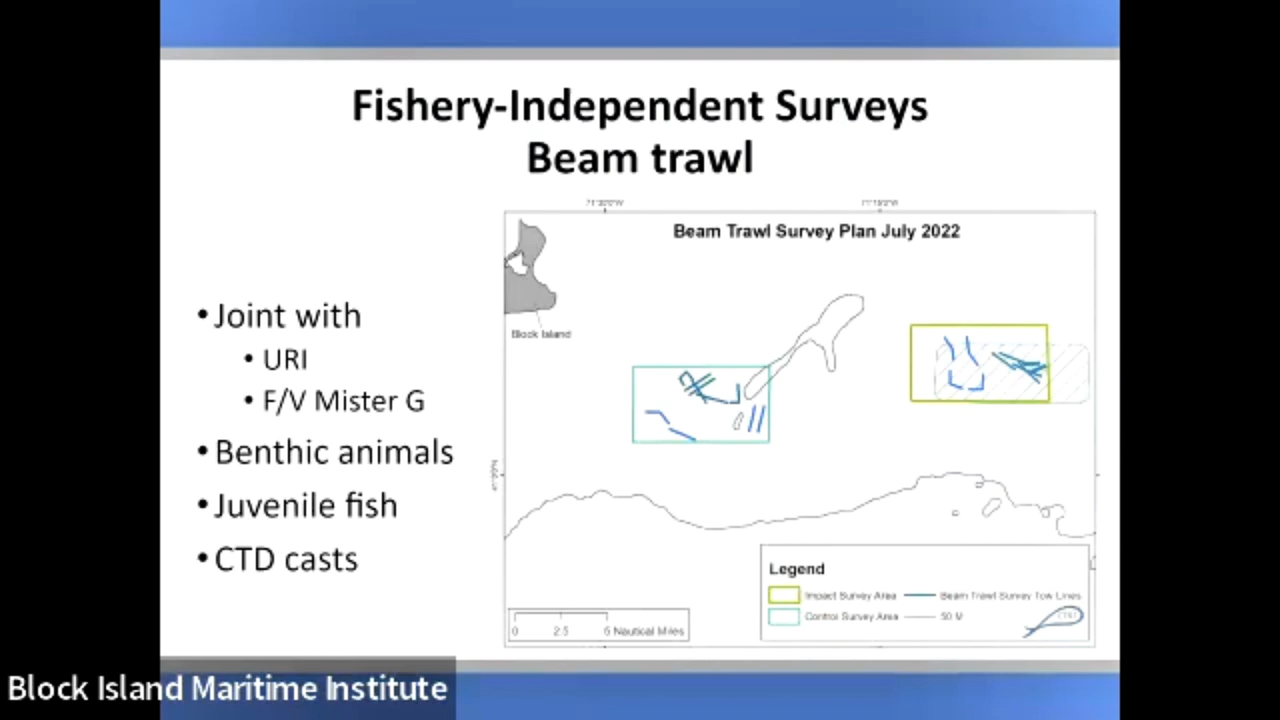 Fishery-Independent Surveys
Beam trawl
•Joint with
•URI
•F/V Mister G
•Benthic animals
•Juvenile fish
•CTD casts
Beam Trawl Survey Plan July 2022
Block Island
Legend
Impact Survey Area
Beam Trawl Survey Tow Lines
Control Survey Area
50 M
0 2.5 5 Nautical Miles
Block Island Maritime Institute